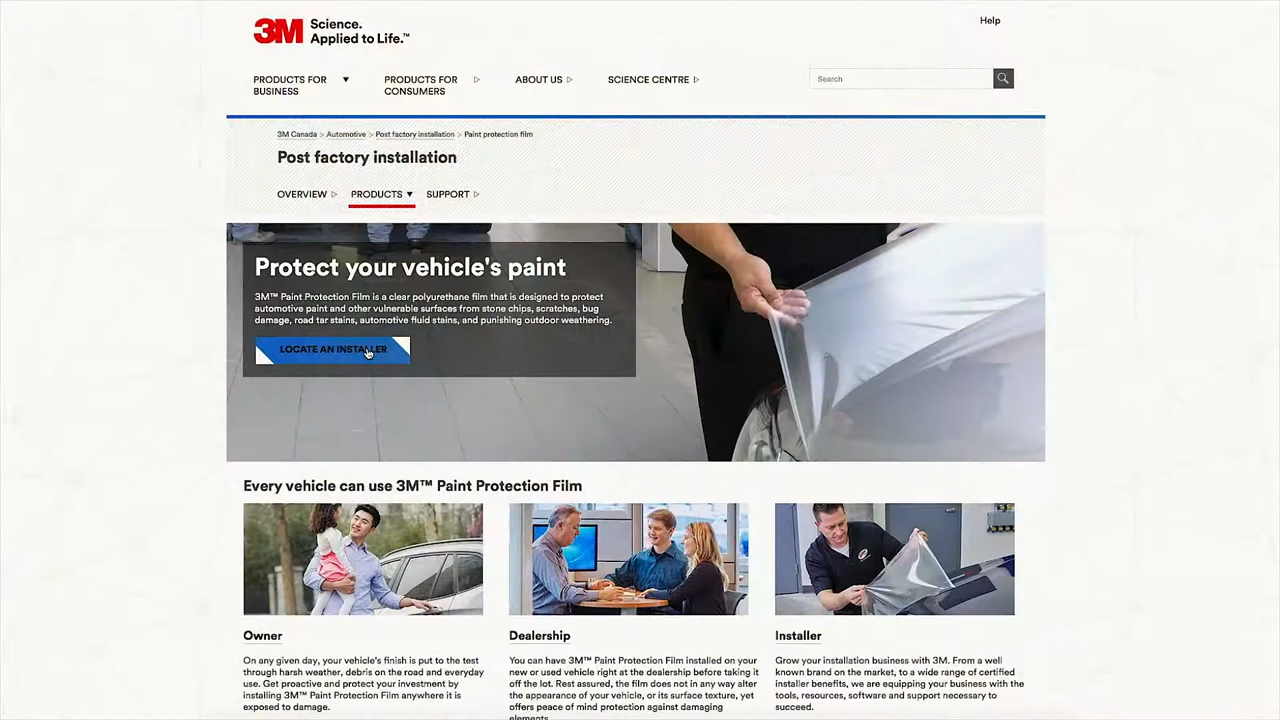 3M Science.
Applied to Life.™
Help
PRODUCTS FOR
BUSINESS
PRODUCTS FOR
CONSUMERS
ABOUT US
SCIENCE CENTRE
Search
3M Canada > Automotive > Post factory installation > Paint protection film
Post factory installation
OVERVIEW PRODUCTS SUPPORT
Protect your vehicle's paint
3M™ Paint Protection Film is a clear polyurethane film that is designed to protect
automotive paint and other vulnerable surfaces from stone chips, scratches, bug
damage, road tar stains, automotive fluid stains, and punishing outdoor weathering.
LOCATE AN INSTALLER
Every vehicle can use 3M™ Paint Protection Film
Owner
On any given day, your vehicle's finish is put to the test
through harsh weather, debris on the road and everyday
use. Get proactive and protect your investment by
installing 3M™ Paint Protection Film anywhere it is
exposed to damage.
Dealership
You can have 3M™ Paint Protection Film installed on your
new or used vehicle right at the dealership before taking it
off the lot. Rest assured, the film does not in any way alter
the appearance of your vehicle, or its surface texture, yet
offers peace of mind protection against damaging
elements.
Installer
Grow your installation business with 3M. From a well
known brand on the market, to a wide range of certified
installer benefits, we are equipping your business with the
tools, resources, software and support necessary to
succeed.